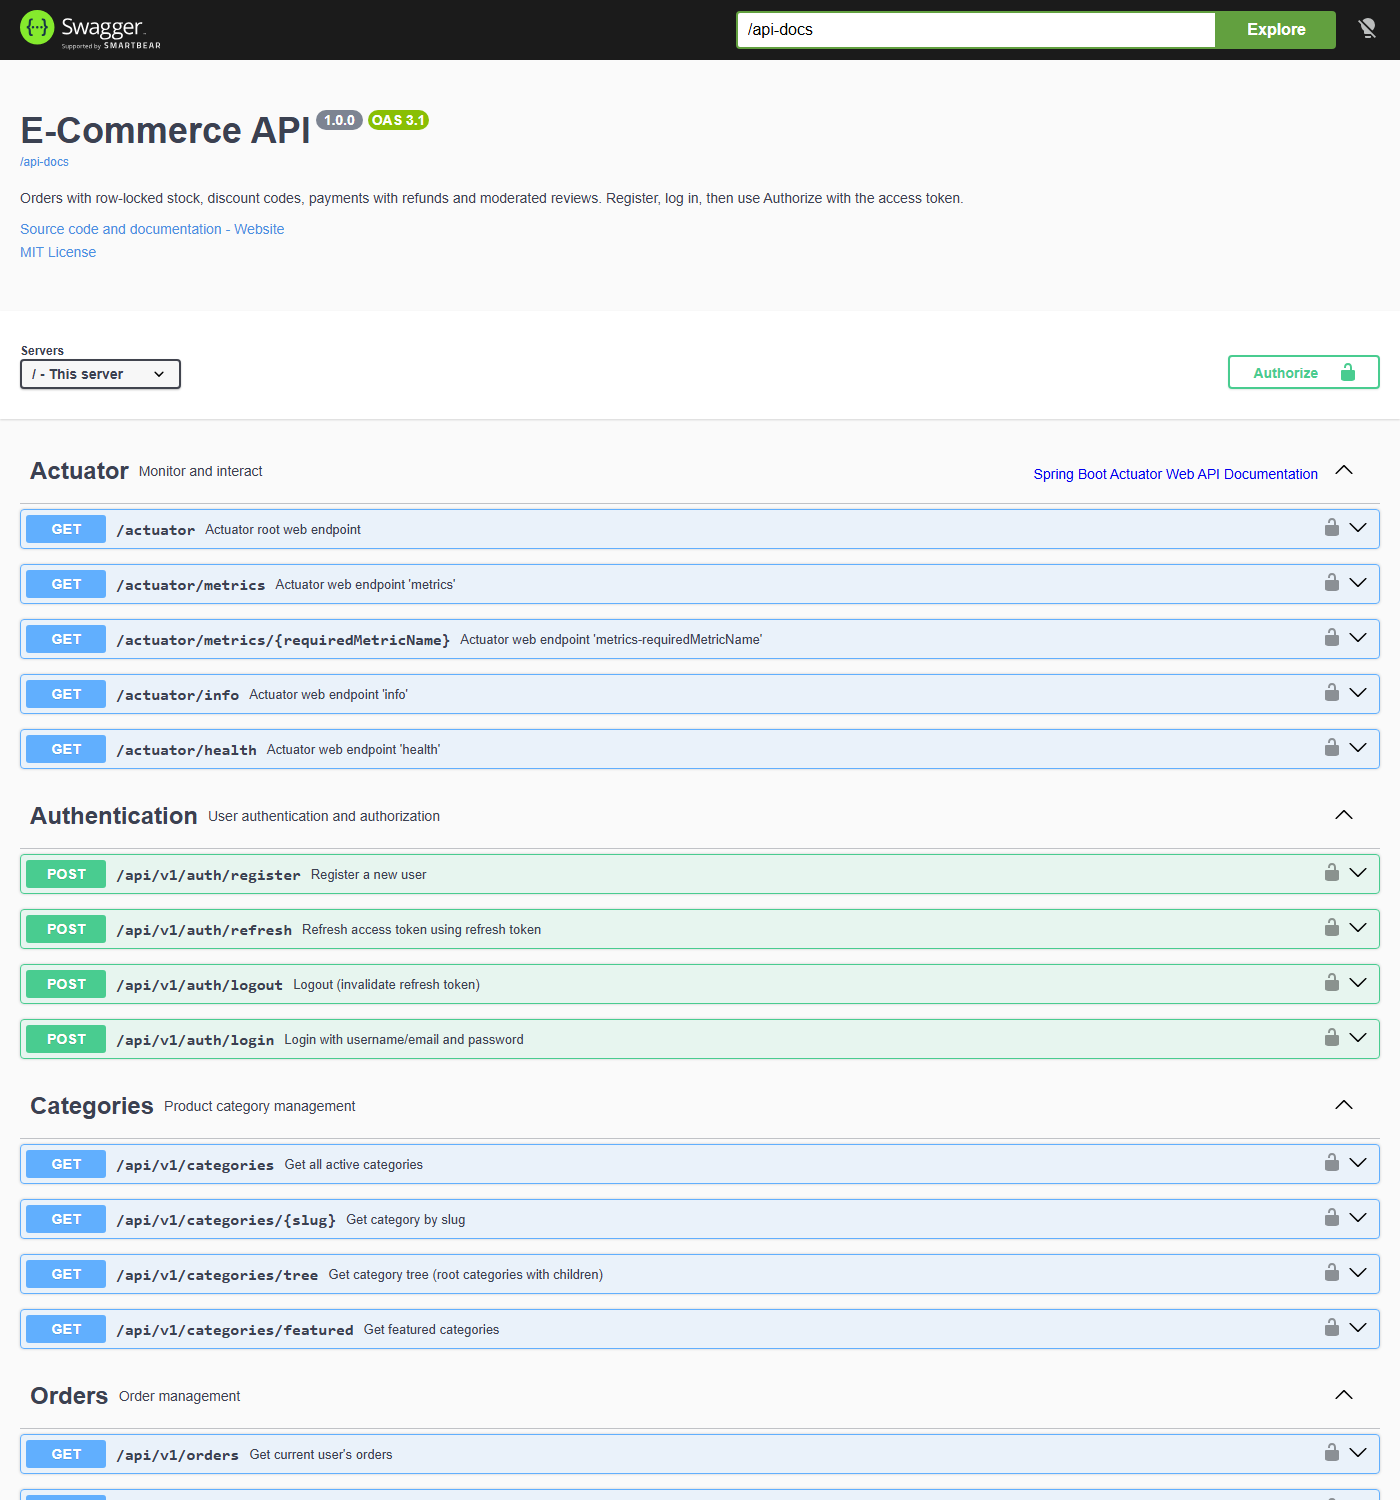 Swagger
Supported by SMARTBEAR
/api-docs
Explore
E-Commerce API 1.0.0 OAS 3.1
/api-docs
Orders with row-locked stock, discount codes, payments with refunds and moderated reviews. Register, log in, then use Authorize with the access token.
Source code and documentation - Website
MIT License
Servers
/ - This server
Authorize
Actuator Monitor and interact Spring Boot Actuator Web API Documentation
GET /actuator Actuator root web endpoint
GET /actuator/metrics Actuator web endpoint 'metrics'
GET /actuator/metrics/{requiredMetricName} Actuator web endpoint 'metrics-requiredMetricName'
GET /actuator/info Actuator web endpoint 'info'
GET /actuator/health Actuator web endpoint 'health'
Authentication User authentication and authorization
POST /api/v1/auth/register Register a new user
POST /api/v1/auth/refresh Refresh access token using refresh token
POST /api/v1/auth/logout Logout (invalidate refresh token)
POST /api/v1/auth/login Login with username/email and password
Categories Product category management
GET /api/v1/categories Get all active categories
GET /api/v1/categories/{slug} Get category by slug
GET /api/v1/categories/tree Get category tree (root categories with children)
GET /api/v1/categories/featured Get featured categories
Orders Order management
GET /api/v1/orders Get current user's orders